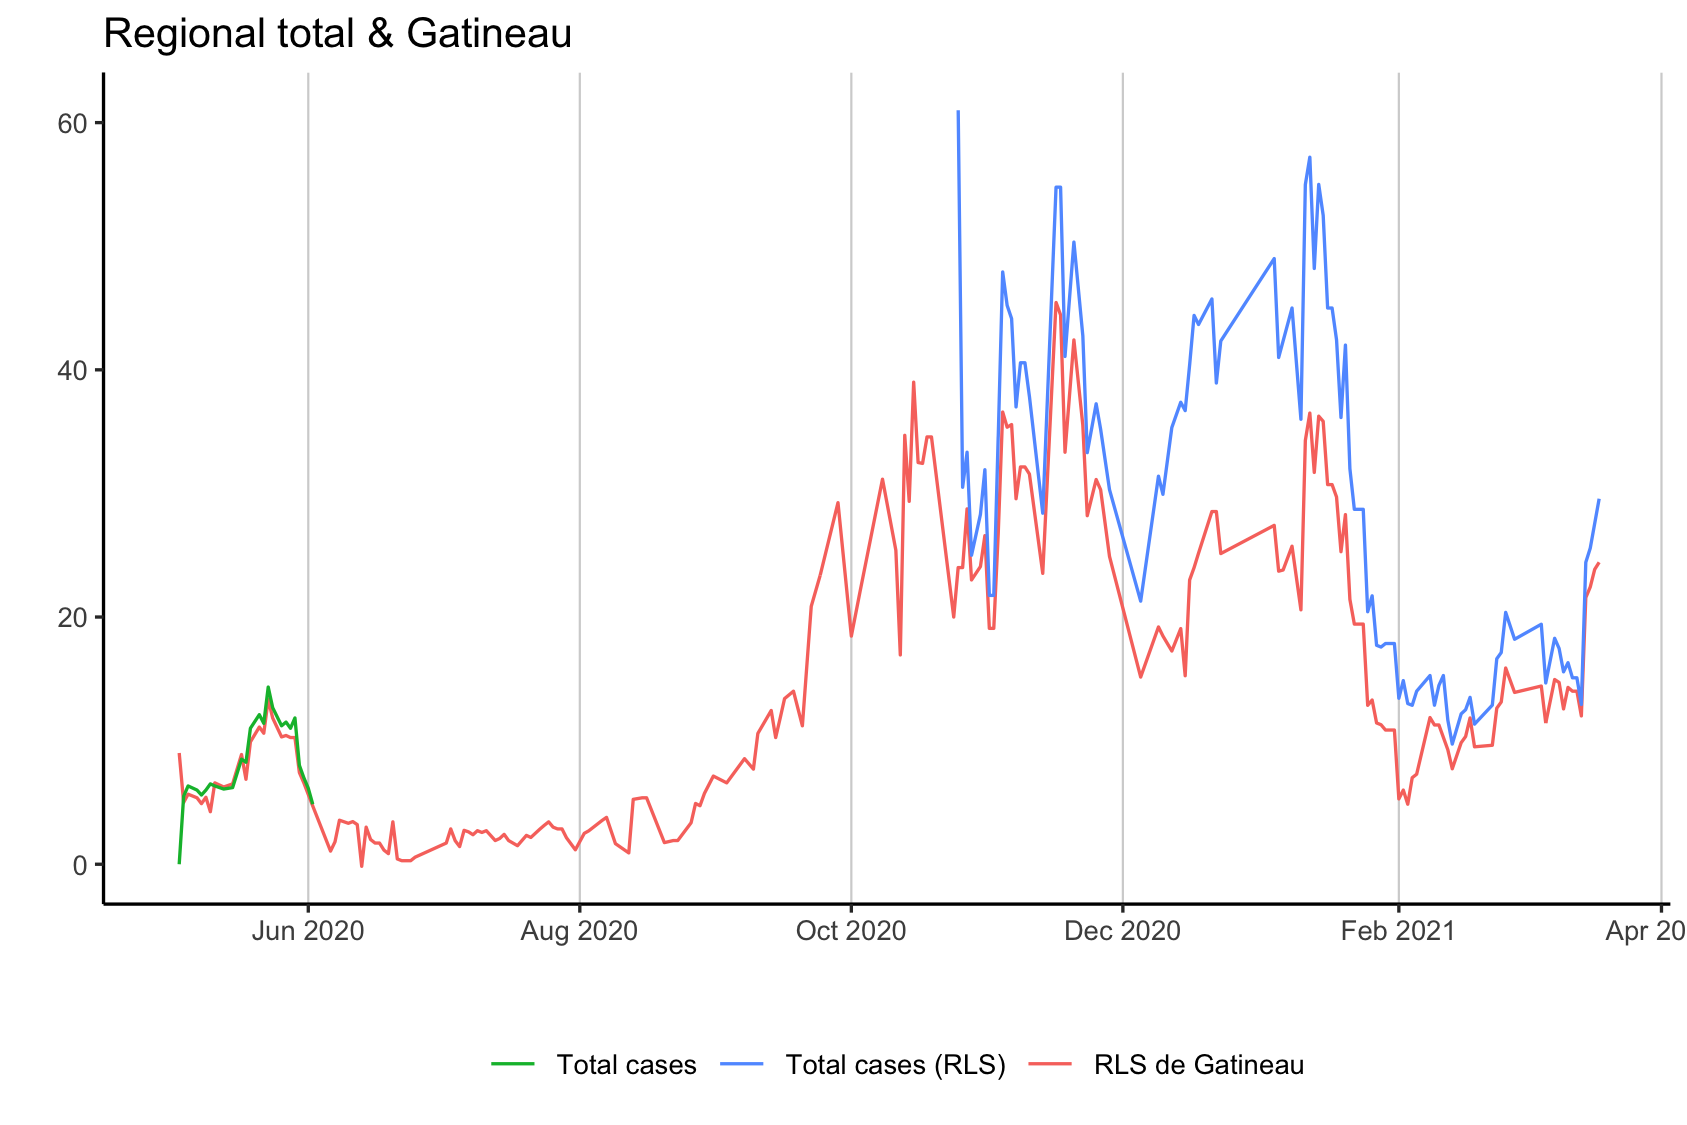 Regional total & Gatineau
60
40
20
0
Jun 2020
Aug 2020
Oct 2020
Dec 2020
Feb 2021
Apr 20
Total cases
Total cases (RLS)
RLS de Gatineau